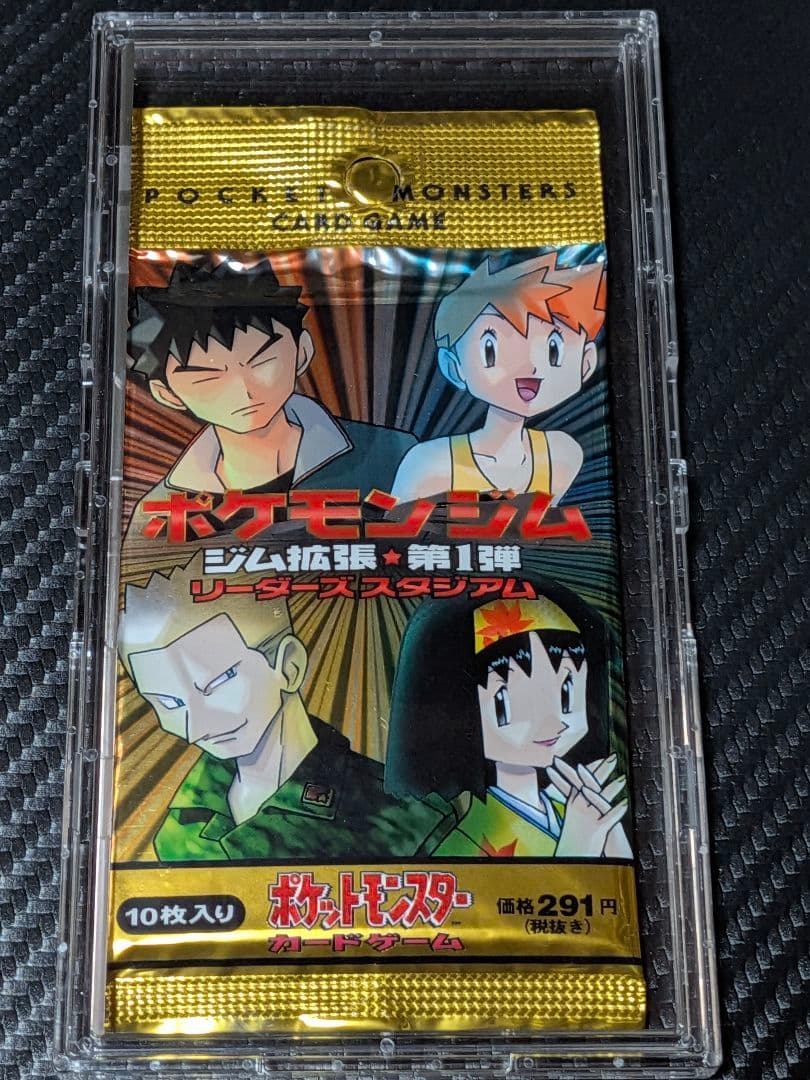 POCKET MONSTERS
CARD GAME
ポケモンジム
ジム拡張★第1弾
リーダーズ スタジアム
10枚入り
ポケットモンスター
カードゲーム
価格291円
(税抜き)